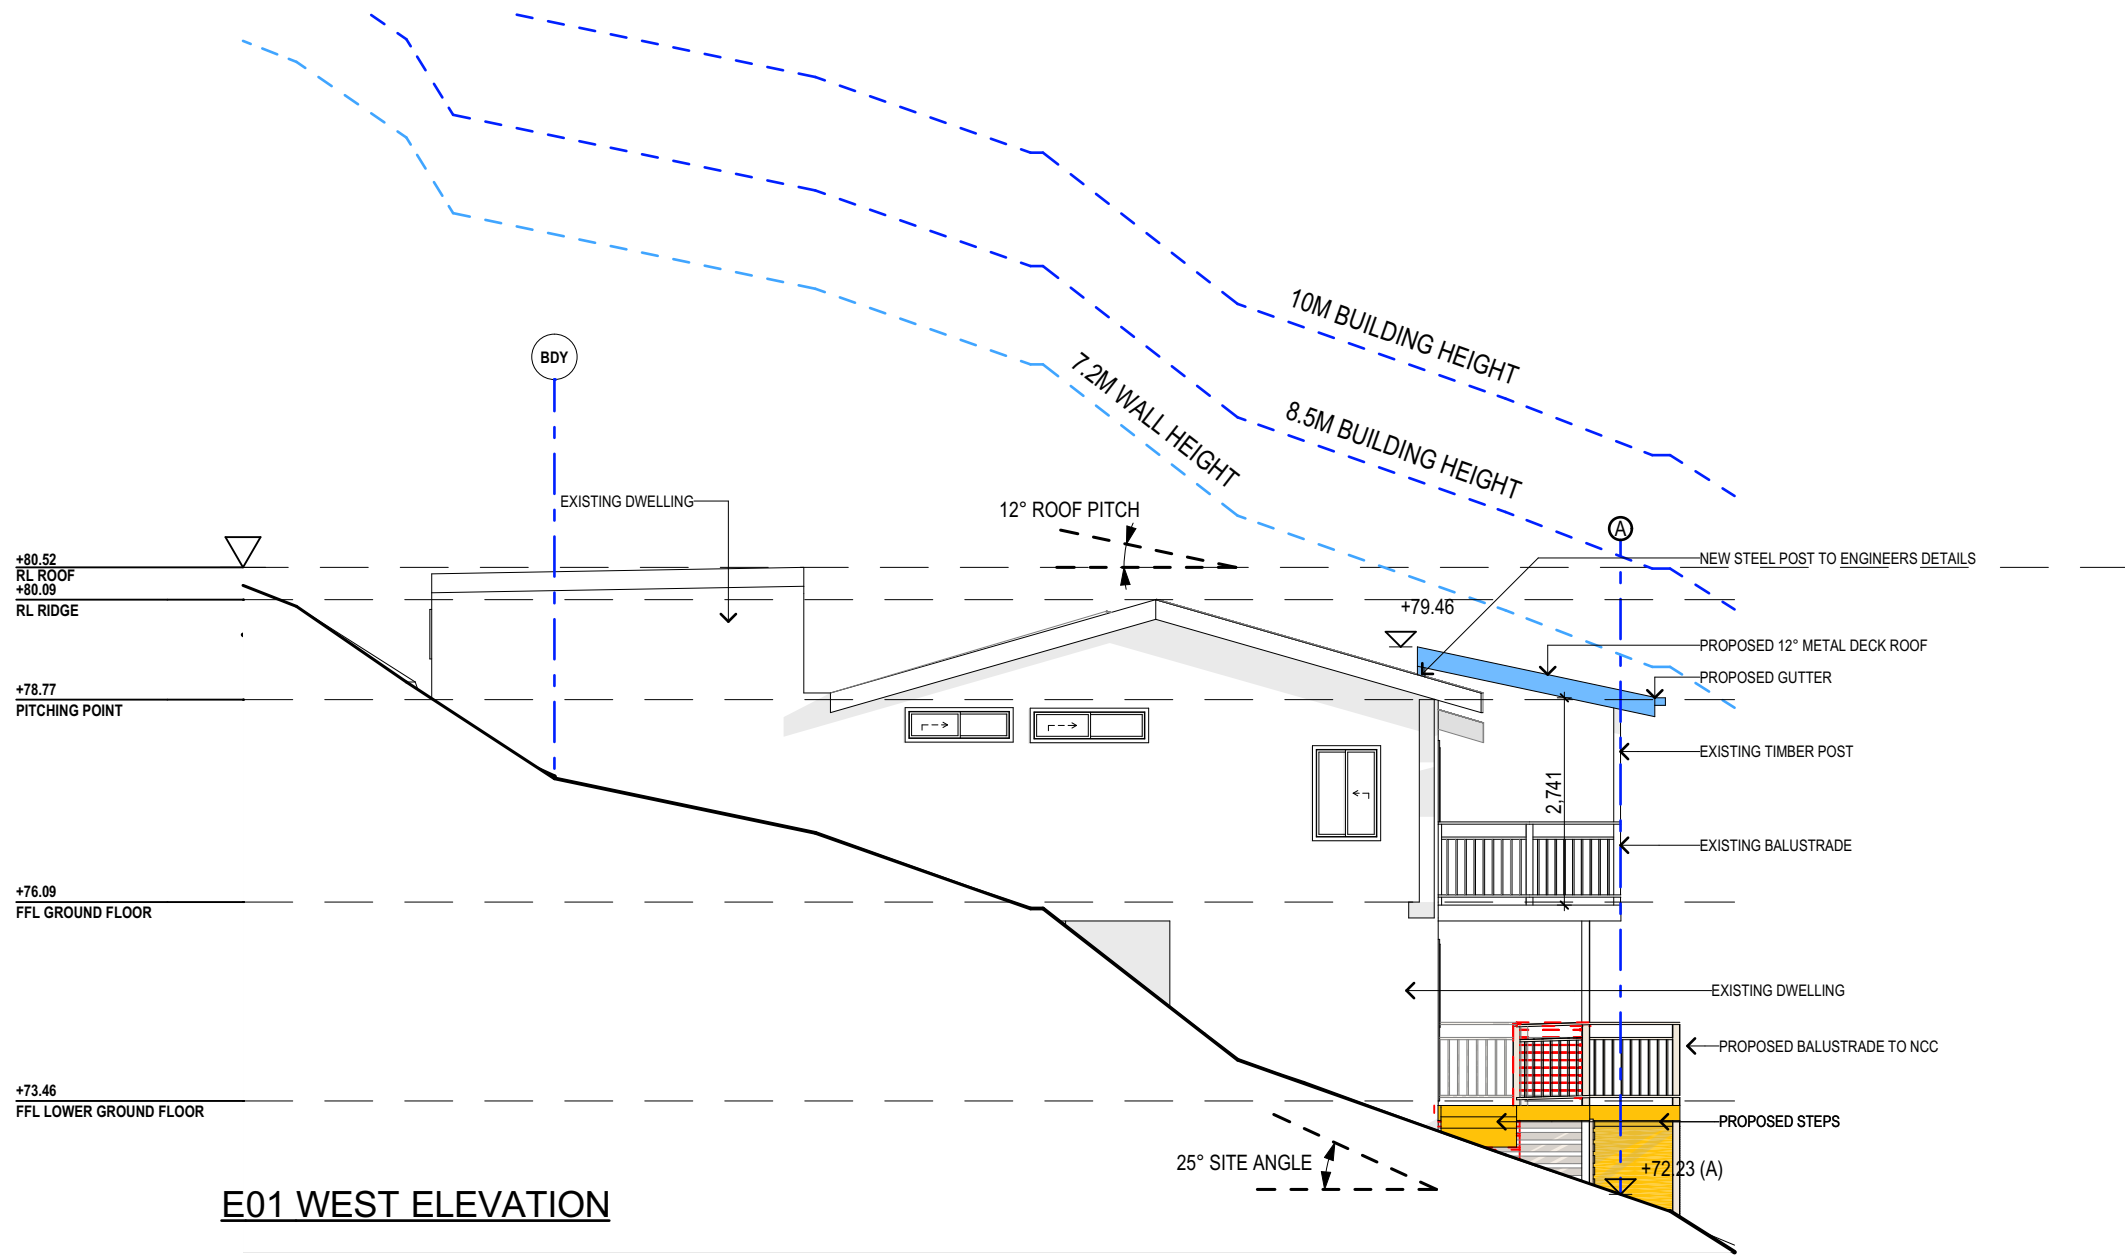 10M BUILDING HEIGHT
BDY
7.2M WALL HEIGHT
8.5M BUILDING HEIGHT
EXISTING DWELLING
12° ROOF PITCH
A
+80.52
RL ROOF
NEW STEEL POST TO ENGINEERS DETAILS
+80.09
RL RIDGE
+79.46
PROPOSED 12° METAL DECK ROOF
PROPOSED GUTTER
+78.77
PITCHING POINT
EXISTING TIMBER POST
2,741
EXISTING BALUSTRADE
+76.09
FFL GROUND FLOOR
EXISTING DWELLING
PROPOSED BALUSTRADE TO NCC
+73.46
FFL LOWER GROUND FLOOR
PROPOSED STEPS
25° SITE ANGLE
+72.23 (A)
E01 WEST ELEVATION